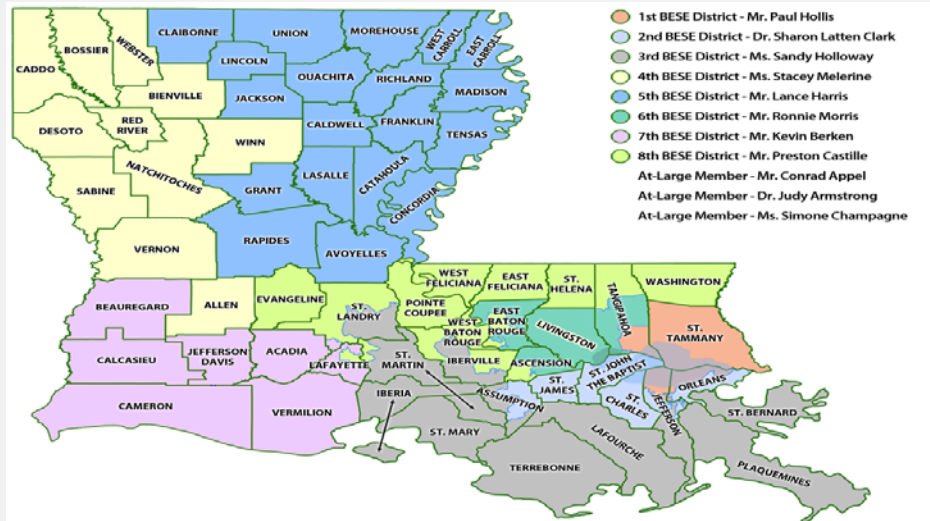 CLAIBORNE
UNION
MOREHOUSE
WEST CARROLL
EAST CARROLL
BOSSIER
WEBSTER
CADDO
LINCOLN
OUACHITA
RICHLAND
MADISON
BIENVILLE
JACKSON
DESOTO
RED RIVER
CALDWELL
FRANKLIN
TENSAS
WINN
NATCHITOCHES
SABINE
GRANT
LASALLE
CATAHOULA
CONCORDIA
VERNON
RAPIDES
AVOYELLES
BEAUREGARD
ALLEN
EVANGELINE
ST. LANDRY
POINTE COUPEE
WEST FELICIANA
EAST FELICIANA
ST. HELENA
TANGIPAHOA
WASHINGTON
WEST BATON ROUGE
EAST BATON ROUGE
LIVINGSTON
ST. TAMMANY
CALCASIEU
JEFFERSON DAVIS
ACADIA
LAFAYETTE
ST. MARTIN
IBERVILLE
ASCENSION
ST. JOHN THE BAPTIST
ORLEANS
CAMERON
VERMILION
IBERIA
ASSUMPTION
ST. JAMES
ST. CHARLES
JEFFERSON
ST. BERNARD
ST. MARY
LAFOURCHE
TERREBONNE
PLAQUEMINES
1st BESE District - Mr. Paul Hollis
2nd BESE District - Dr. Sharon Latten Clark
3rd BESE District - Ms. Sandy Holloway
4th BESE District - Ms. Stacey Melerine
5th BESE District - Mr. Lance Harris
6th BESE District - Mr. Ronnie Morris
7th BESE District - Mr. Kevin Berken
8th BESE District - Mr. Preston Castille
At-Large Member - Mr. Conrad Appel
At-Large Member - Dr. Judy Armstrong
At-Large Member - Ms. Simone Champagne